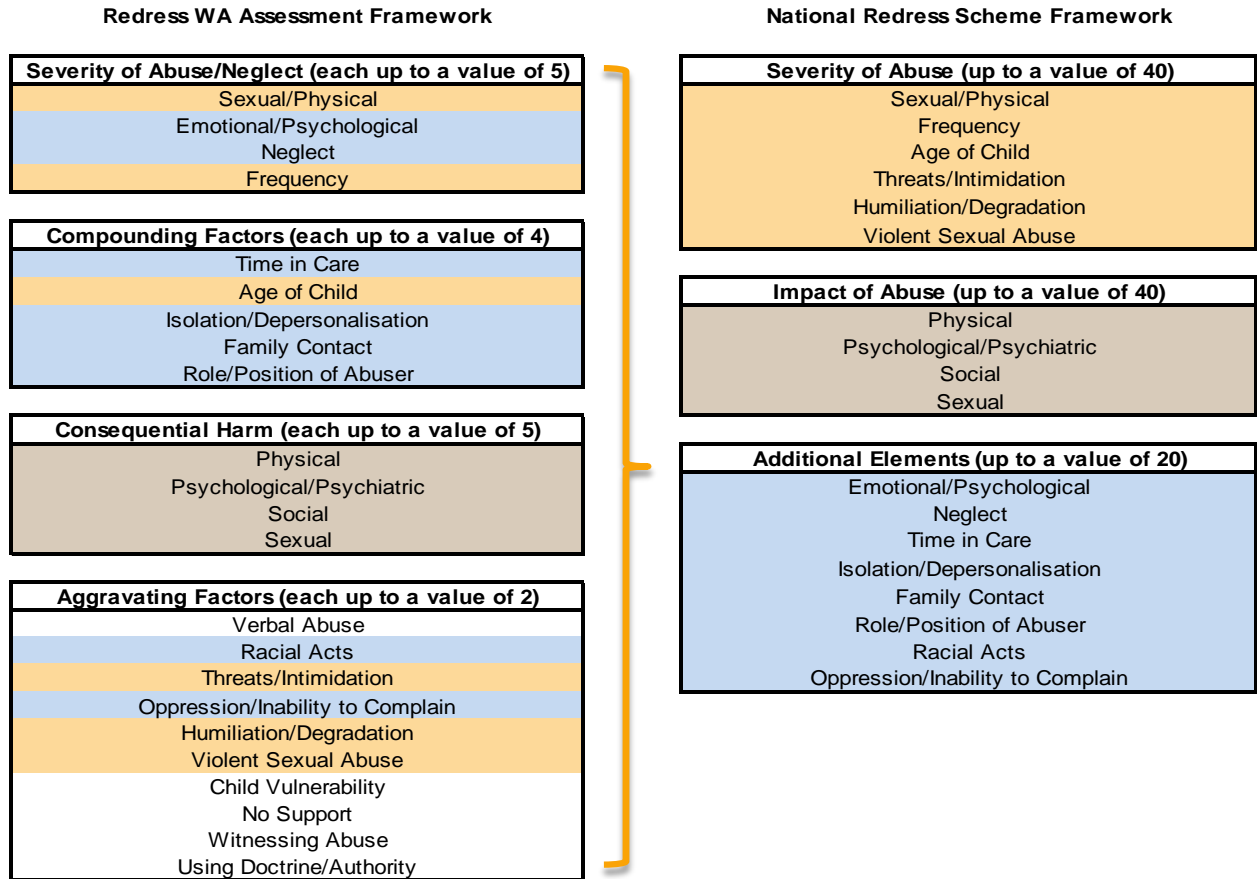 Redress WA Assessment Framework
Severity of Abuse/Neglect (each up to a value of 5)
Sexual/Physical
Emotional/Psychological
Neglect
Frequency
Compounding Factors (each up to a value of 4)
Time in Care
Age of Child
Isolation/Depersonalisation
Family Contact
Role/Position of Abuser
Consequential Harm (each up to a value of 5)
Physical
Psychological/Psychiatric
Social
Sexual
Aggravating Factors (each up to a value of 2)
Verbal Abuse
Racial Acts
Threats/Intimidation
Oppression/Inability to Complain
Humiliation/Degradation
Violent Sexual Abuse
Child Vulnerability
No Support
Witnessing Abuse
Using Doctrine/Authority
National Redress Scheme Framework
Severity of Abuse (up to a value of 40)
Sexual/Physical
Frequency
Age of Child
Threats/Intimidation
Humiliation/Degradation
Violent Sexual Abuse
Impact of Abuse (up to a value of 40)
Physical
Psychological/Psychiatric
Social
Sexual
Additional Elements (up to a value of 20)
Emotional/Psychological
Neglect
Time in Care
Isolation/Depersonalisation
Family Contact
Role/Position of Abuser
Racial Acts
Oppression/Inability to Complain